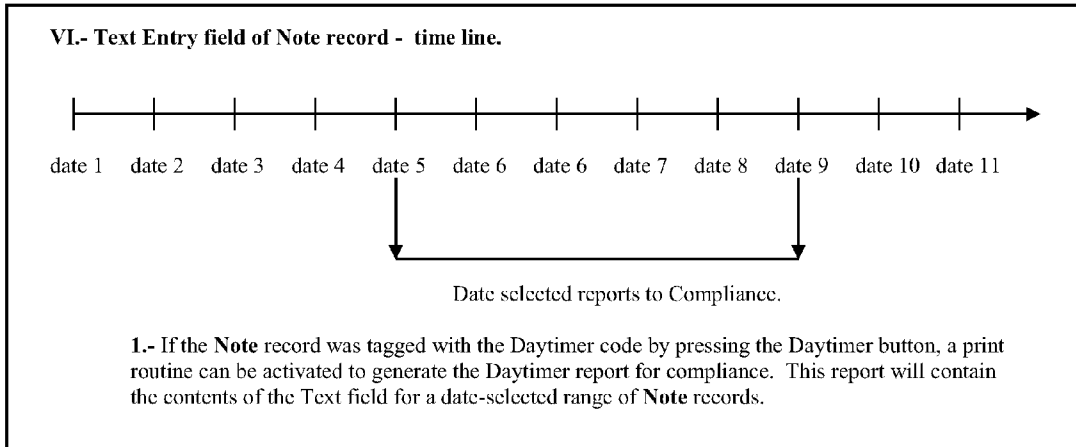 VI.- Text Entry field of Note record - time line.
date 1 date 2 date 3 date 4 date 5 date 6 date 6 date 7 date 8 date 9 date 10 date 11
Date selected reports to Compliance.
1.- If the Note record was tagged with the Daytimer code by pressing the Daytimer button, a print
routine can be activated to generate the Daytimer report for compliance. This report will contain
the contents of the Text field for a date-selected range of Note records.